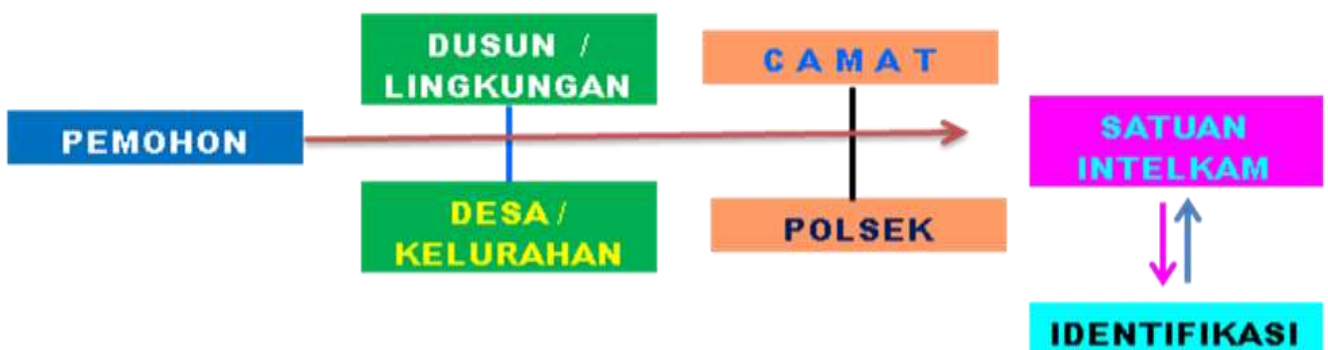 PEMOHON
DUSUN /
LINGKUNGAN
DESA /
KELURAHAN
C A M A T
POLSEK
SATUAN
INTELKAM
IDENTIFIKASI